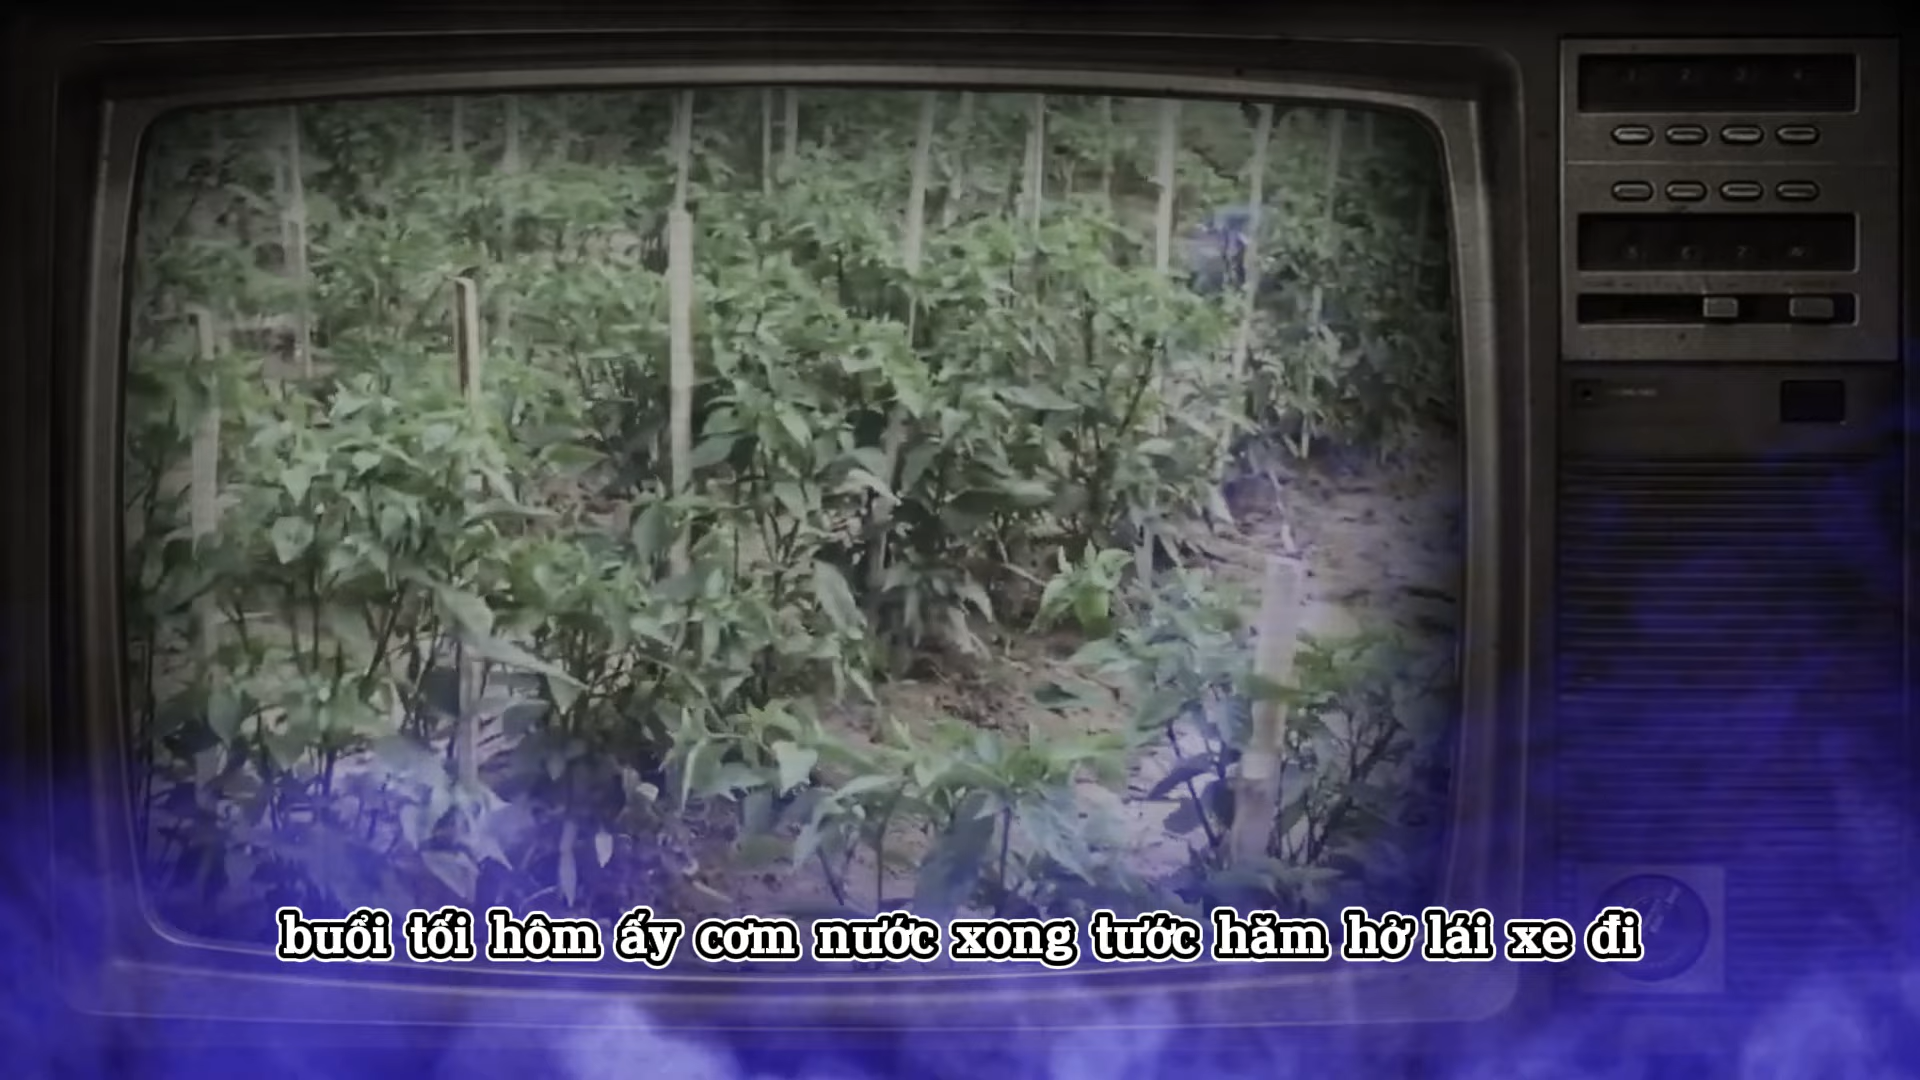 buổi tối hôm ấy cơm nước xong tước hăm hở lái xe đi